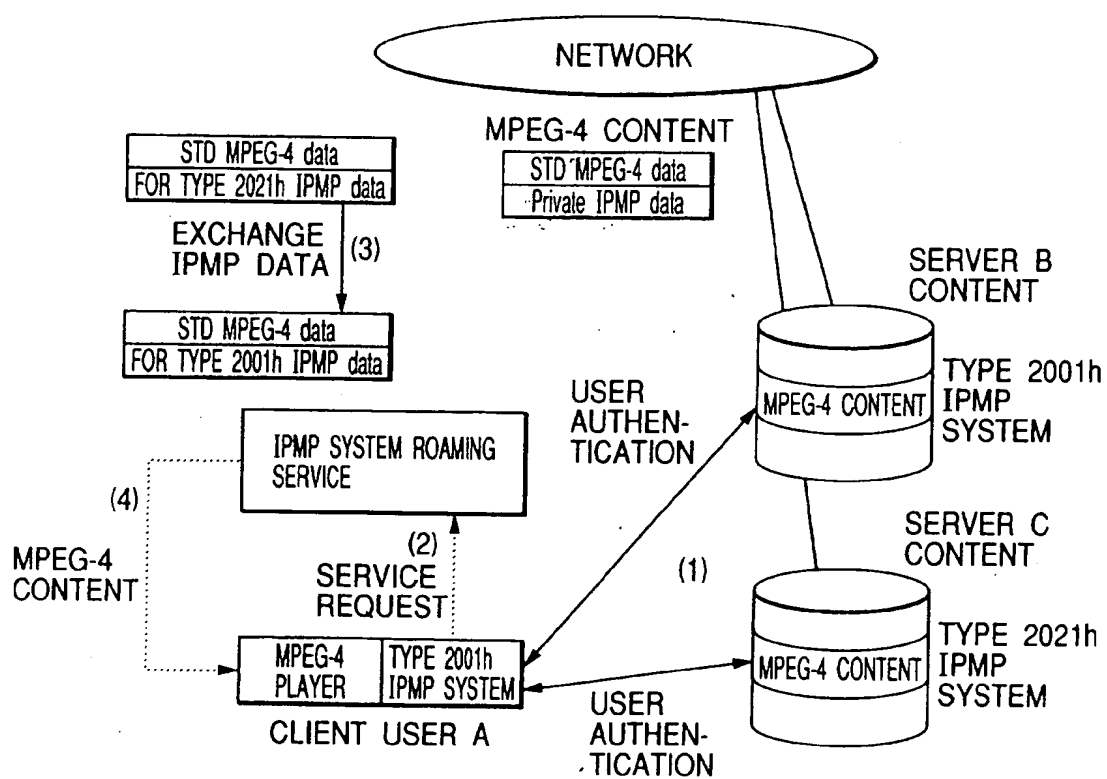 NETWORK
MPEG-4 CONTENT
STD MPEG-4 data
Private IPMP data
STD MPEG-4 data
FOR TYPE 2021h IPMP data
EXCHANGE
IPMP DATA
(3)
STD MPEG-4 data
FOR TYPE 2001h IPMP data
SERVER B
CONTENT
MPEG-4 CONTENT
TYPE 2001h
IPMP
SYSTEM
USER
AUTHEN-
TICATION
IPMP SYSTEM ROAMING
SERVICE
(4)
MPEG-4
CONTENT
(2)
SERVICE
REQUEST
(1)
SERVER C
CONTENT
MPEG-4 CONTENT
TYPE 2021h
IPMP
SYSTEM
MPEG-4
PLAYER
TYPE 2001h
IPMP SYSTEM
CLIENT USER A
USER
AUTHEN-
TICATION